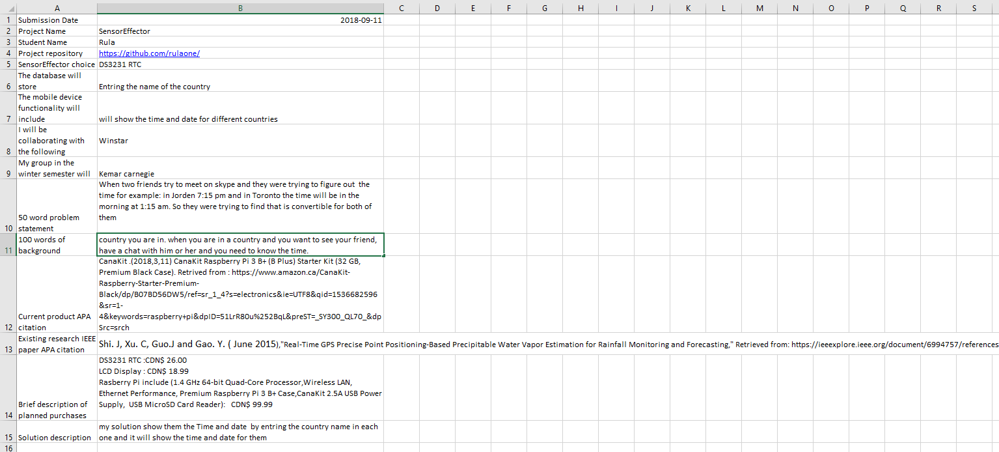 A B C D E F G H I J K L M N O P Q R S
1 Submission Date 2018-09-11
2 Project Name SensorEffector
3 Student Name Rula
4 Project repository https://github.com/rulaone/
5 SensorEffector choice DS3231 RTC
The database will
6 store Entring the name of the country
The mobile device
functionality will
7 include will show the time and date for different countries
I will be
collaborating with Winstar
8 the following
My group in the
9 winter semester will Kemar carnegie
When two friends try to meet on skype and they were trying to figure out the
time for example: in Jorden 7:15 pm and in Toronto the time will be in the
morning at 1:15 am. So they were trying to find that is convertible for both of
50 word problem them
10 statement
100 words of country you are in. when you are in a country and you want to see your friend,
11 background have a chat with him or her and you need to know the time.
CanaKit .(2018,3,11) CanaKit Raspberry Pi 3 B+ (B Plus) Starter Kit (32 GB,
Premium Black Case). Retrived from : https://www.amazon.ca/CanaKit-
Raspberry-Starter-Premium-
Black/dp/B07BD56DW5/ref=sr_1_4?s=electronics&ie=UTF8&qid=1536682596
&sr=1-
Current product APA 4&keywords=raspberry+pi&dpID=51LrR80u%252BqL&preST=_SY300_QL70_&dp
12 citation Src=srch
Existing research IEEE
13 paper APA citation Shi. J, Xu. C, Guo.J and Gao. Y. ( June 2015),"Real-Time GPS Precise Point Positioning-Based Precipitable Water Vapor Estimation for Rainfall Monitoring and Forecasting," Retrieved from: https://ieeexplore.ieee.org/document/6994757/references
DS3231 RTC :CDN$ 26.00
LCD Display : CDN$ 18.99
Rasberry Pi include (1.4 GHz 64-bit Quad-Core Processor,Wireless LAN,
Ethernet Performance, Premium Raspberry Pi 3 B+ Case,CanaKit 2.5A USB Power
Brief description of Supply, USB MicroSD Card Reader): CDN$ 99.99
14 planned purchases
my solution show them the Time and date by entring the country name in each
15 Solution description one and it will show the time and date for them
16